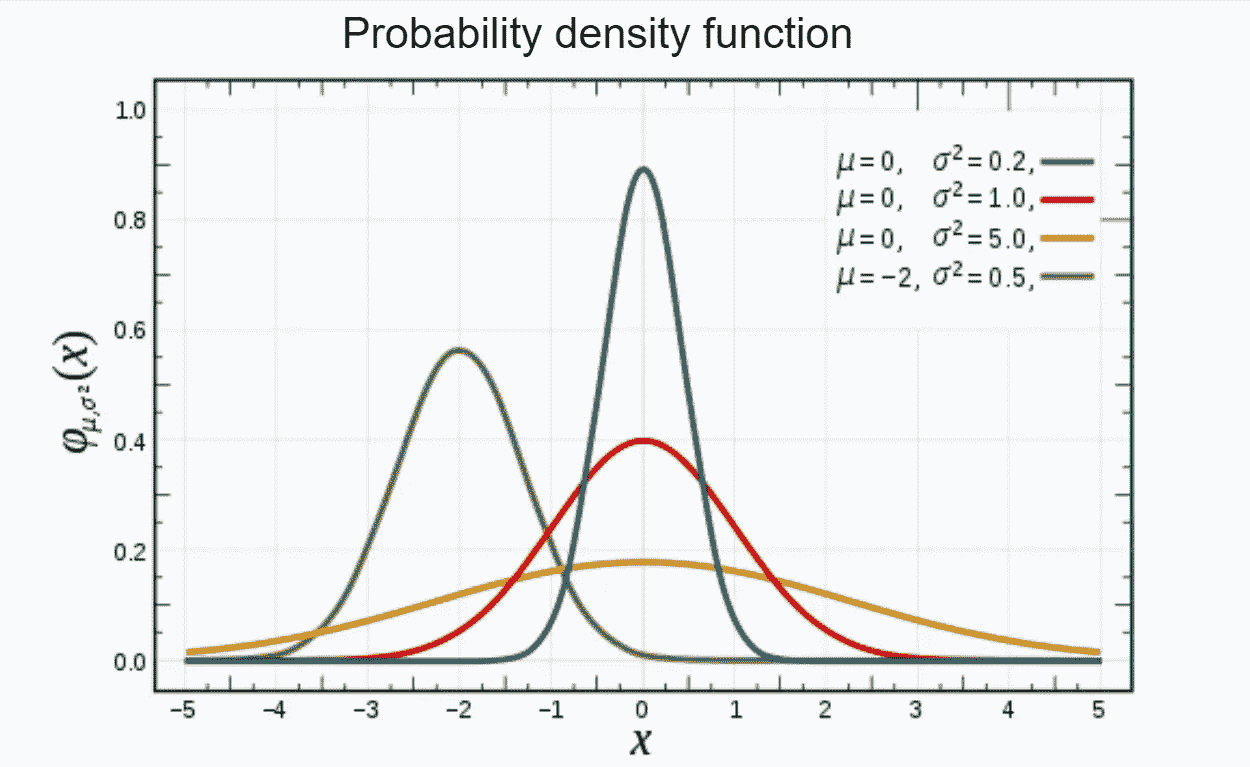 Probability density function
1.0
0.8
0.6
0.4
0.2
0.0
φμ,σ²(x)
μ=0, σ²=0.2,
μ=0, σ²=1.0,
μ=0, σ²=5.0,
μ=−2, σ²=0.5,
−5 −4 −3 −2 −1 0 1 2 3 4 5
x